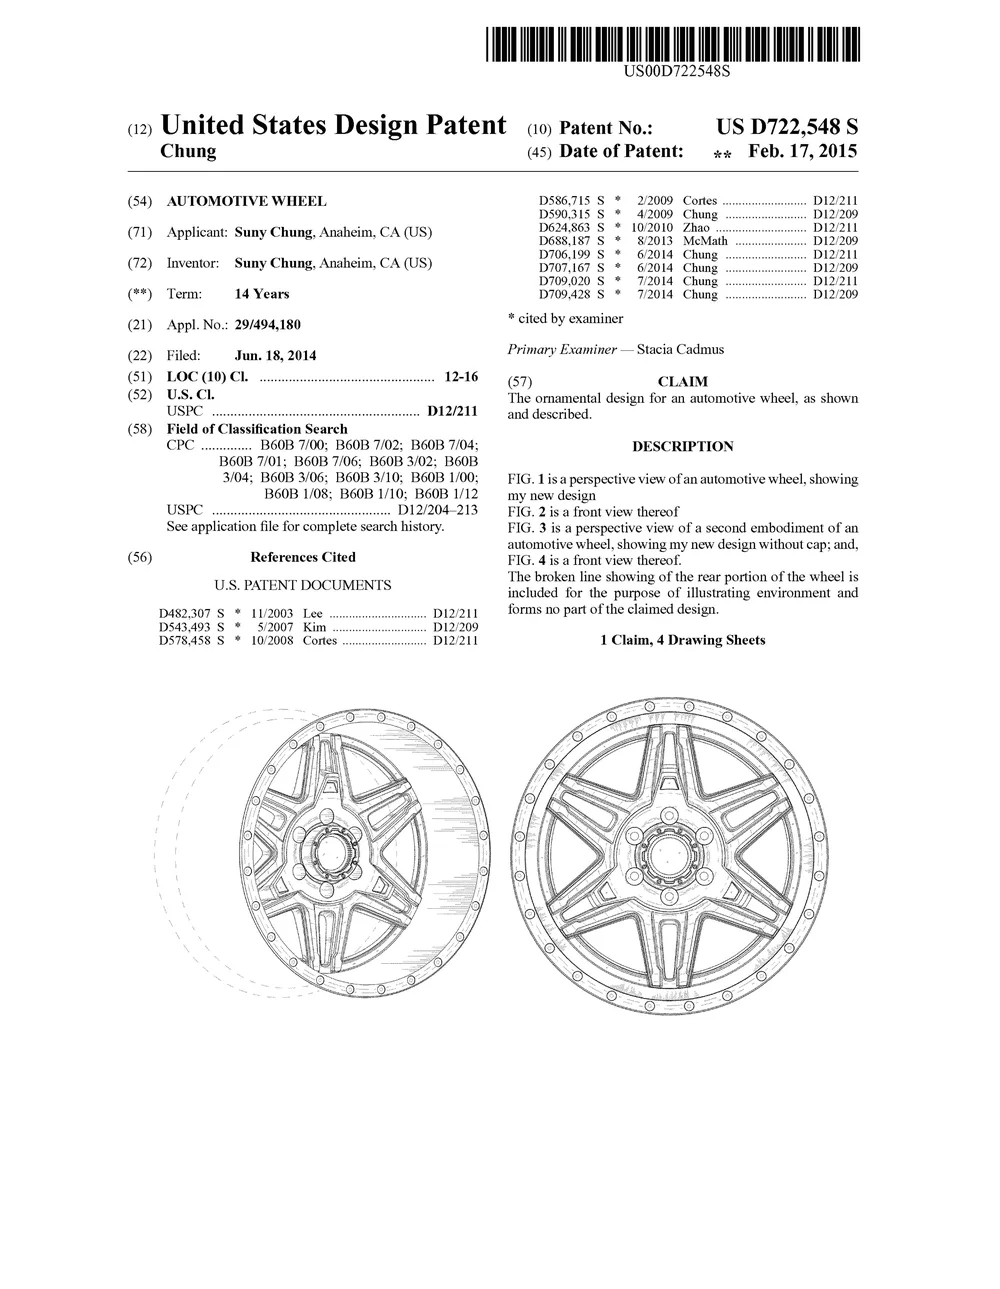 US00D722548S
(12) United States Design Patent
Chung
(10) Patent No.: US D722,548 S
(45) Date of Patent: ** Feb. 17, 2015
(54) AUTOMOTIVE WHEEL
(71) Applicant: Suny Chung, Anaheim, CA (US)
(72) Inventor: Suny Chung, Anaheim, CA (US)
(**) Term: 14 Years
(21) Appl. No.: 29/494,180
(22) Filed: Jun. 18, 2014
(51) LOC (10) Cl. .............................................. 12-16
(52) U.S. Cl.
USPC ...................................................... D12/211
(58) Field of Classification Search
CPC ............. B60B 7/00; B60B 7/02; B60B 7/04;
B60B 7/01; B60B 7/06; B60B 3/02; B60B
3/04; B60B 3/06; B60B 3/10; B60B 1/00;
B60B 1/08; B60B 1/10; B60B 1/12
USPC .............................................. D12/204–213
See application file for complete search history.
(56) References Cited
U.S. PATENT DOCUMENTS
D482,307 S * 11/2003 Lee .............................. D12/211
D543,493 S * 5/2007 Kim ............................. D12/209
D578,458 S * 10/2008 Cortes .......................... D12/211
D586,715 S * 2/2009 Cortes .......................... D12/211
D590,315 S * 4/2009 Chung ......................... D12/209
D624,863 S * 10/2010 Zhao ............................ D12/211
D688,187 S * 8/2013 McMath ...................... D12/209
D706,199 S * 6/2014 Chung ......................... D12/211
D707,167 S * 6/2014 Chung ......................... D12/209
D709,020 S * 7/2014 Chung ......................... D12/211
D709,428 S * 7/2014 Chung ......................... D12/209
* cited by examiner
Primary Examiner — Stacia Cadmus
(57) CLAIM
The ornamental design for an automotive wheel, as shown
and described.
DESCRIPTION
FIG. 1 is a perspective view of an automotive wheel, showing
my new design
FIG. 2 is a front view thereof
FIG. 3 is a perspective view of a second embodiment of an
automotive wheel, showing my new design without cap; and,
FIG. 4 is a front view thereof.
The broken line showing of the rear portion of the wheel is
included for the purpose of illustrating environment and
forms no part of the claimed design.
1 Claim, 4 Drawing Sheets